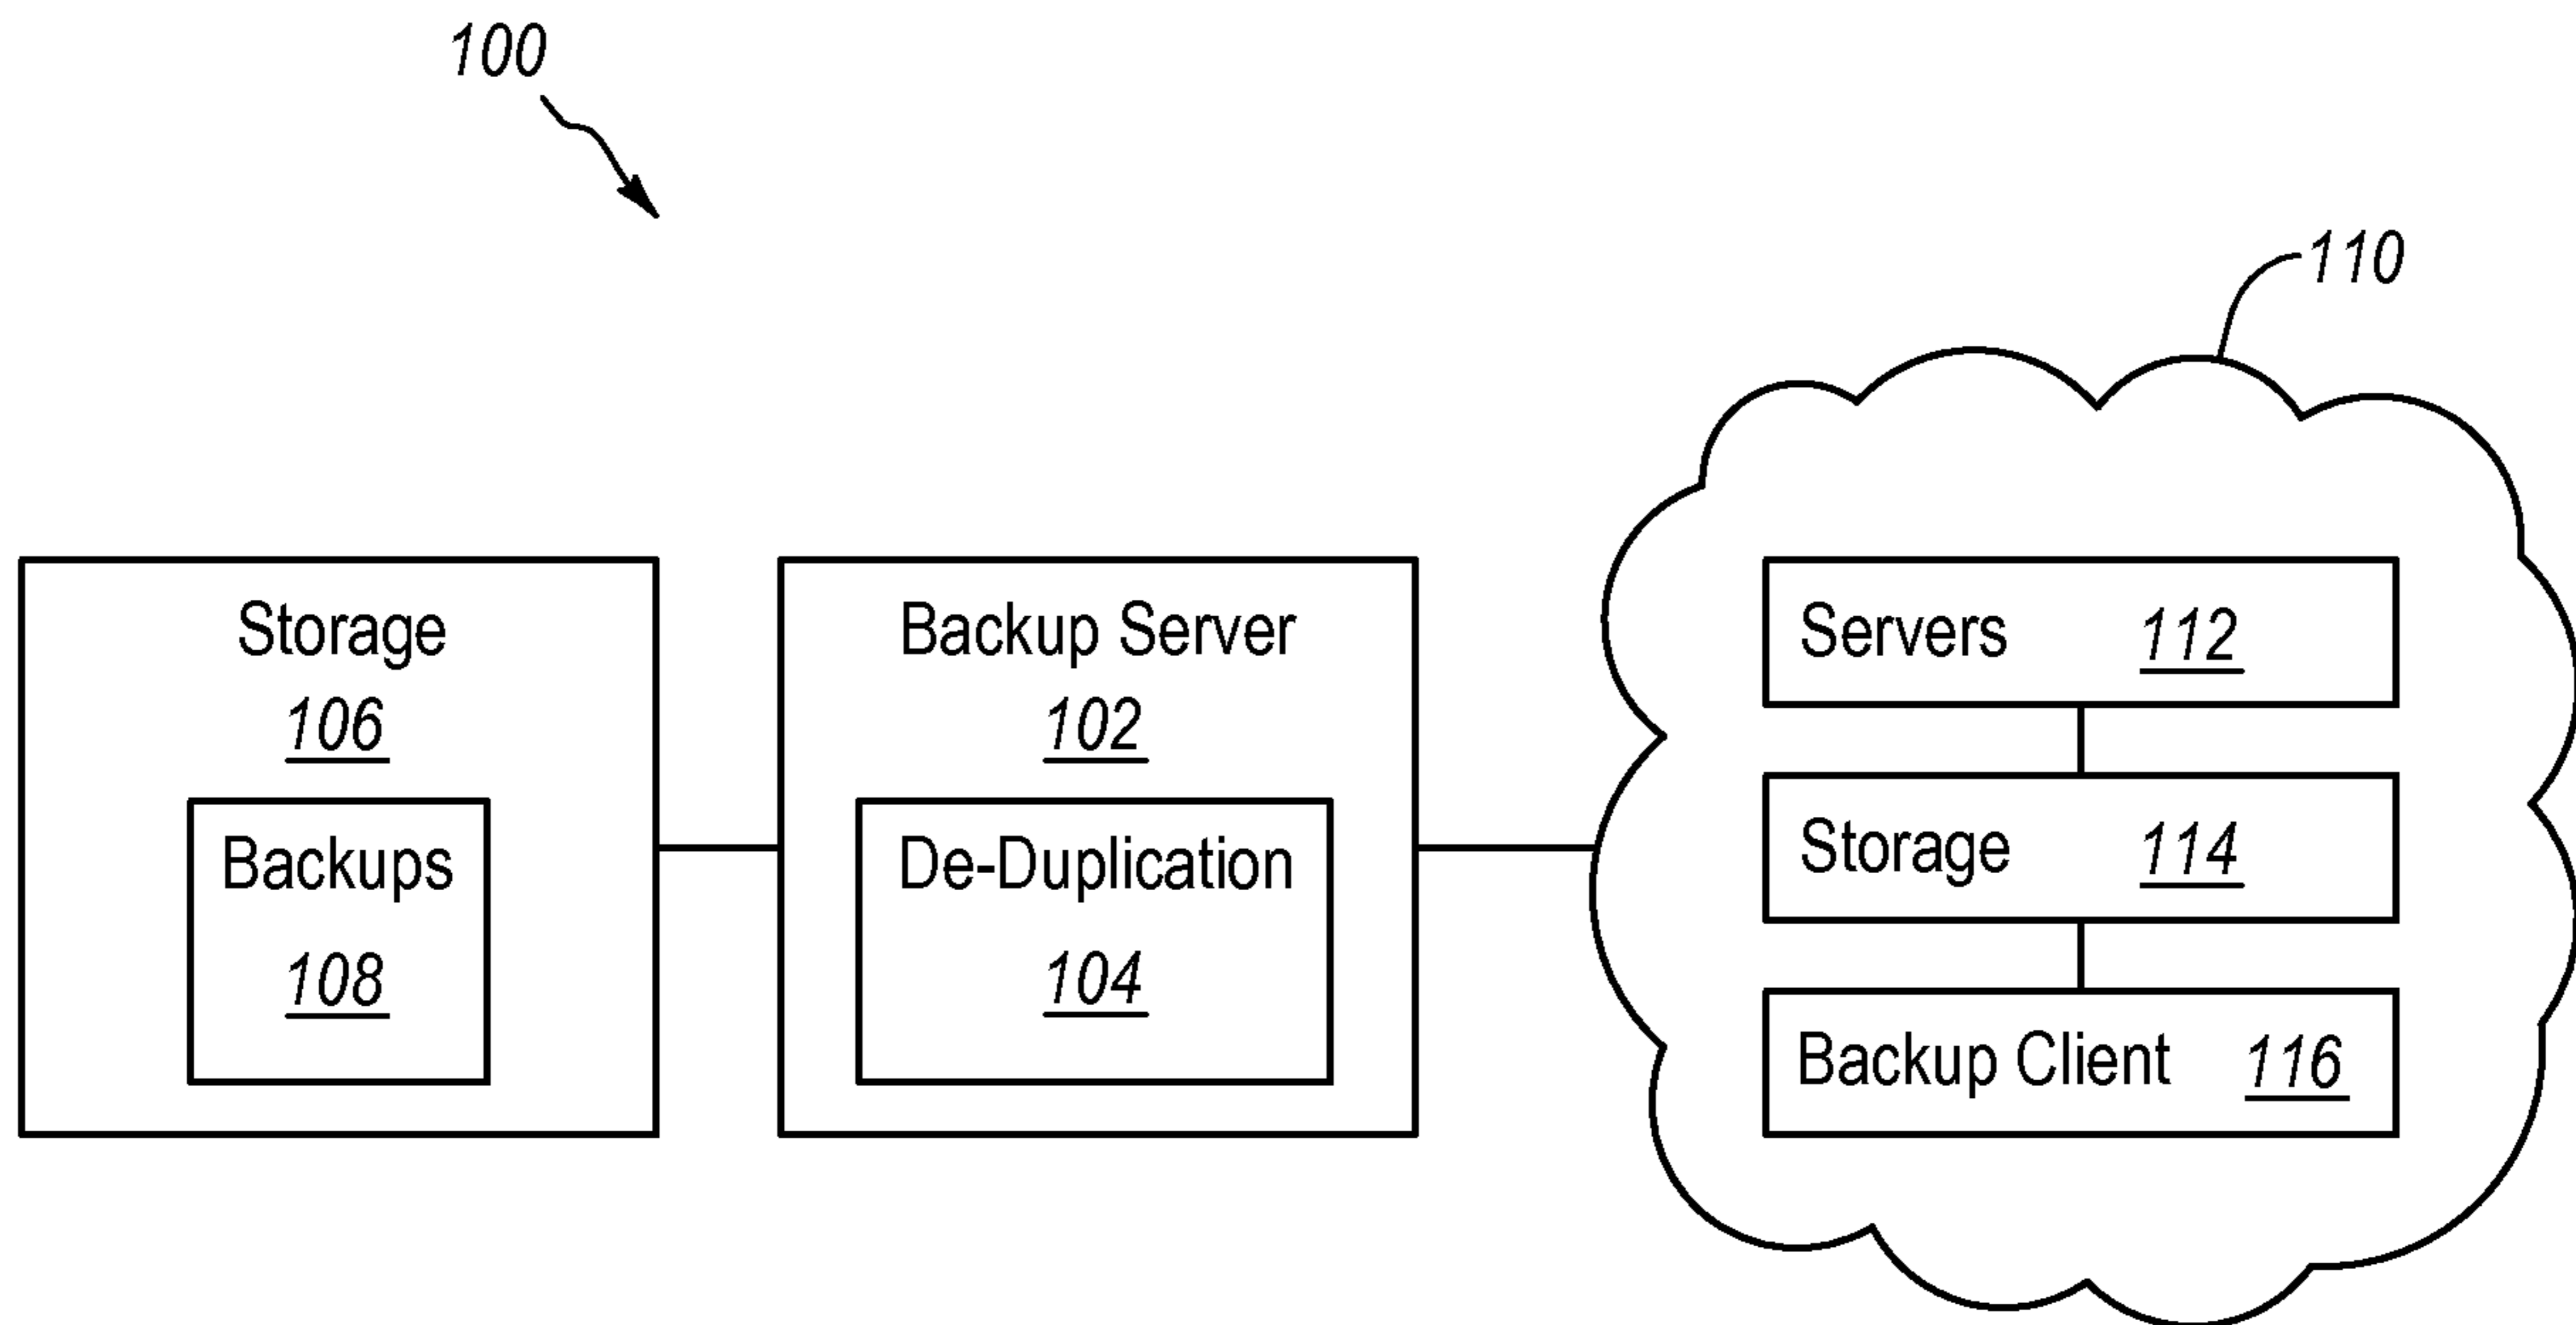 100
110
Storage
106
Backups
108
Backup Server
102
De-Duplication
104
Servers 112
Storage 114
Backup Client 116